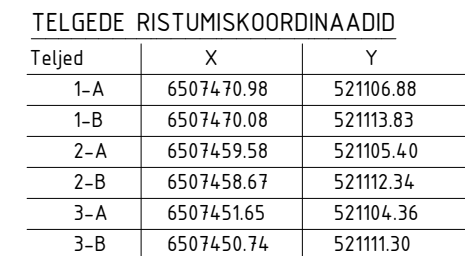 TELGEDE RISTUMISKOORDINAADID
Teljed X Y
1-A 6507470.98 521106.88
1-B 6507470.08 521113.83
2-A 6507459.58 521105.40
2-B 6507458.67 521112.34
3-A 6507451.65 521104.36
3-B 6507450.74 521111.30